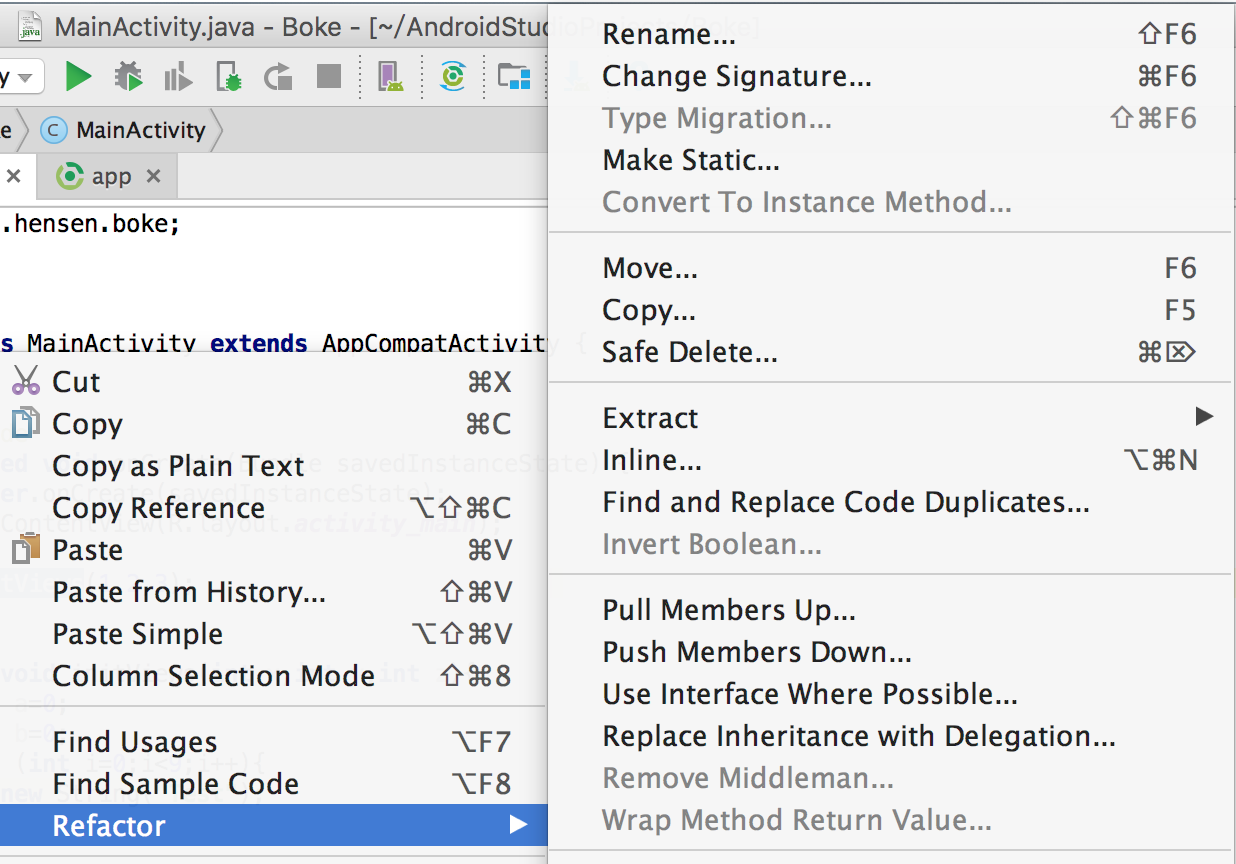 MainActivity.java - Boke - [~/AndroidStudioProjects/Boke]
y
e
MainActivity
app
.hensen.boke;
s MainActivity extends AppCompatActivity {
Cut ⌘X
Copy ⌘C
Copy as Plain Text
Copy Reference ⌥⇧⌘C
Paste ⌘V
Paste from History... ⇧⌘V
Paste Simple ⌥⇧⌘V
Column Selection Mode ⇧⌘8
Find Usages ⌥F7
Find Sample Code ⌥F8
Refactor
Rename... ⇧F6
Change Signature... ⌘F6
Type Migration... ⇧⌘F6
Make Static...
Convert To Instance Method...
Move... F6
Copy... F5
Safe Delete... ⌘⌦
Extract
Inline... ⌥⌘N
Find and Replace Code Duplicates...
Invert Boolean...
Pull Members Up...
Push Members Down...
Use Interface Where Possible...
Replace Inheritance with Delegation...
Remove Middleman...
Wrap Method Return Value...